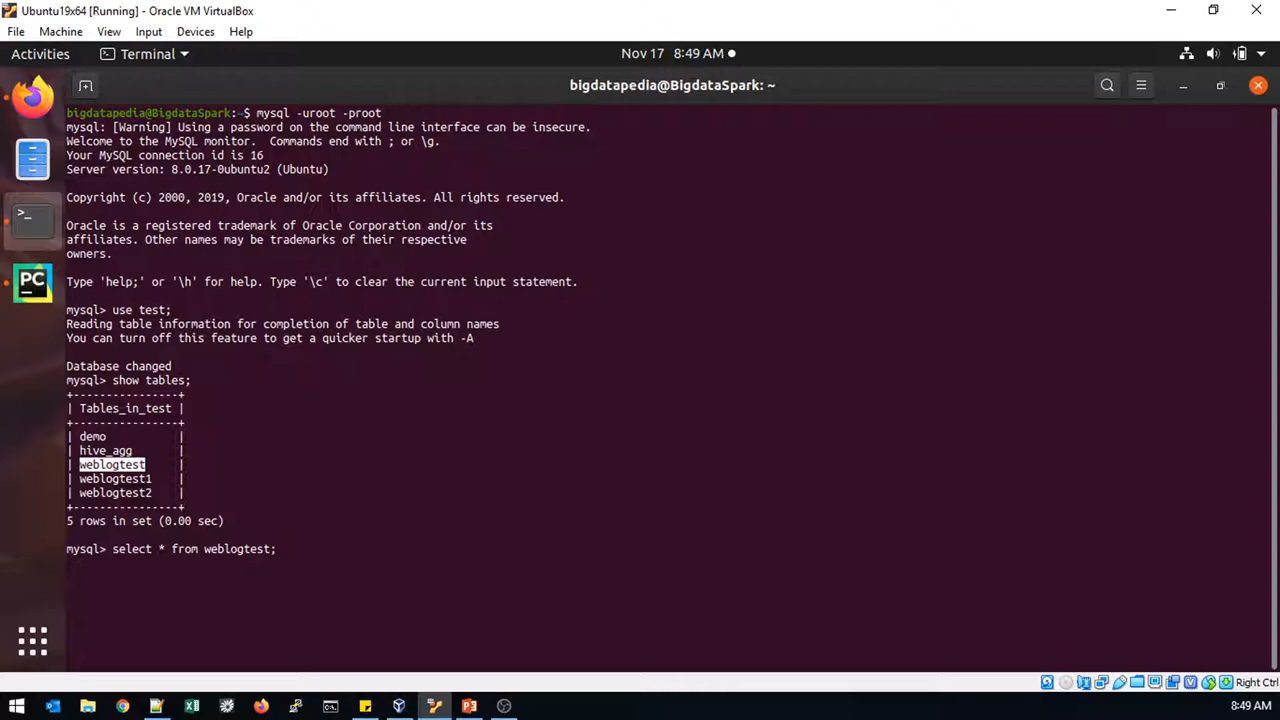 Ubuntu19x64 [Running] - Oracle VM VirtualBox
File Machine View Input Devices Help
Activities Terminal Nov 17 8:49 AM
bigdatapedia@BigdataSpark: ~
bigdatapedia@BigdataSpark:~$ mysql -uroot -proot
mysql: [Warning] Using a password on the command line interface can be insecure.
Welcome to the MySQL monitor.  Commands end with ; or \g.
Your MySQL connection id is 16
Server version: 8.0.17-0ubuntu2 (Ubuntu)
Copyright (c) 2000, 2019, Oracle and/or its affiliates. All rights reserved.
Oracle is a registered trademark of Oracle Corporation and/or its
affiliates. Other names may be trademarks of their respective
owners.
Type 'help;' or '\h' for help. Type '\c' to clear the current input statement.
mysql> use test;
Reading table information for completion of table and column names
You can turn off this feature to get a quicker startup with -A
Database changed
mysql> show tables;
+----------------+
| Tables_in_test |
+----------------+
| demo           |
| hive_agg       |
| weblogtest     |
| weblogtest1    |
| weblogtest2    |
+----------------+
5 rows in set (0.00 sec)
mysql> select * from weblogtest;
PC
Right Ctrl
8:49 AM